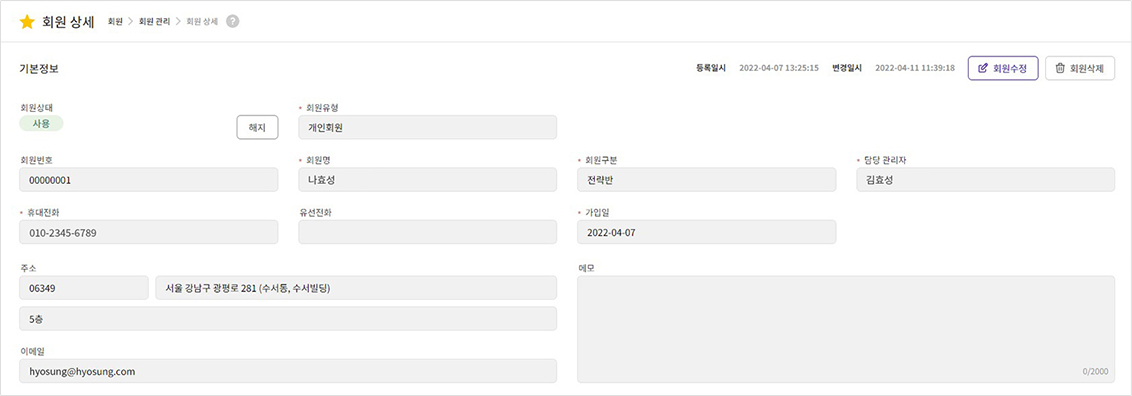 회원 상세 회원 > 회원 관리 > 회원 상세 ?
기본정보 등록일시 2022-04-07 13:25:15 변경일시 2022-04-11 11:39:18 회원수정 회원삭제
회원상태 • 회원유형
사용 해지 개인회원
회원번호 • 회원명 • 회원구분 • 담당 관리자
00000001 나효성 전략반 김효성
• 휴대전화 유선전화 • 가입일
010-2345-6789 2022-04-07
주소 메모
06349 서울 강남구 광평로 281 (수서동, 수서빌딩)
5층
이메일
hyosung@hyosung.com 0/2000